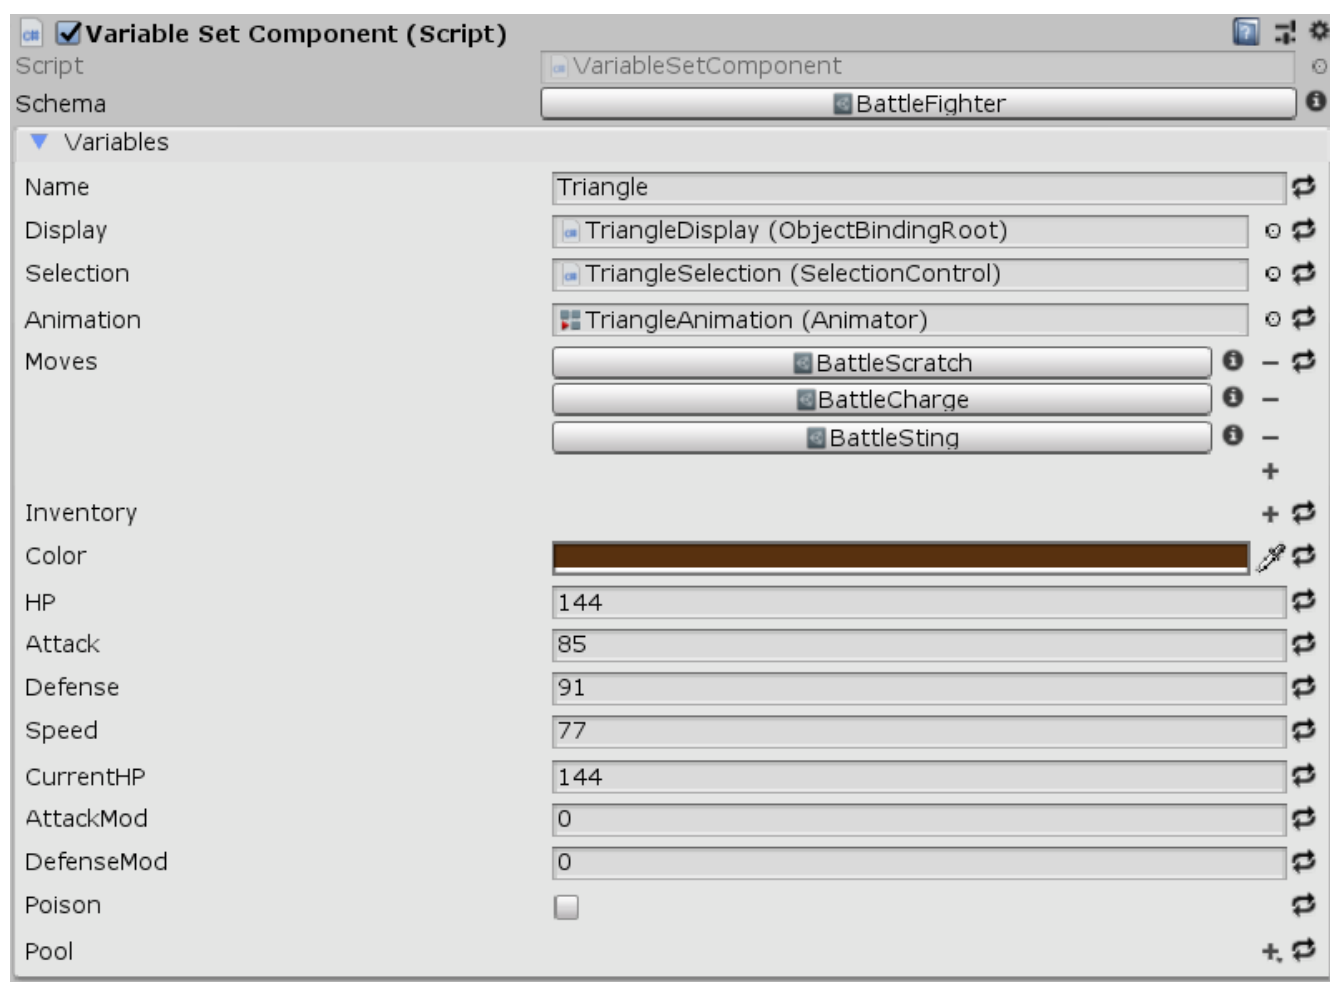 Variable Set Component (Script)
Script VariableSetComponent
Schema BattleFighter
Variables
Name Triangle
Display TriangleDisplay (ObjectBindingRoot)
Selection TriangleSelection (SelectionControl)
Animation TriangleAnimation (Animator)
Moves BattleScratch
BattleCharge
BattleSting
Inventory
Color
HP 144
Attack 85
Defense 91
Speed 77
CurrentHP 144
AttackMod 0
DefenseMod 0
Poison
Pool